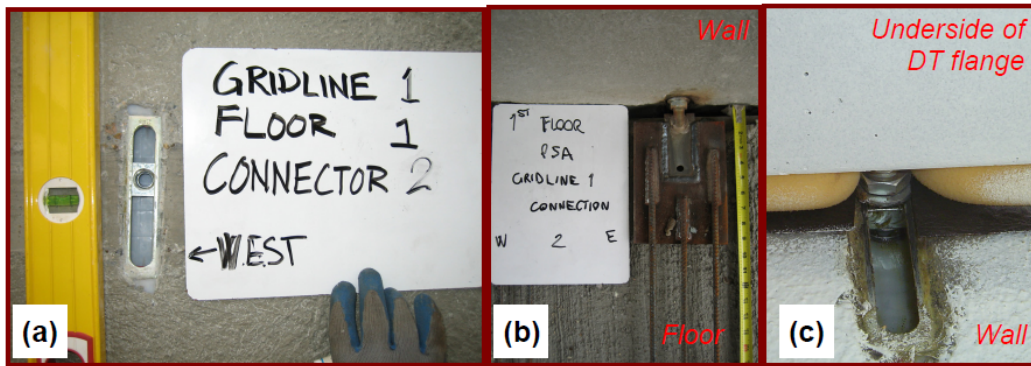 GRIDLINE 1
FLOOR 1
CONNECTOR 2
← WEST
(a)
Wall
1ST FLOOR
PSA
GRIDLINE 1
CONNECTION
W 2 E
Floor
(b)
Underside of
DT flange
Wall
(c)